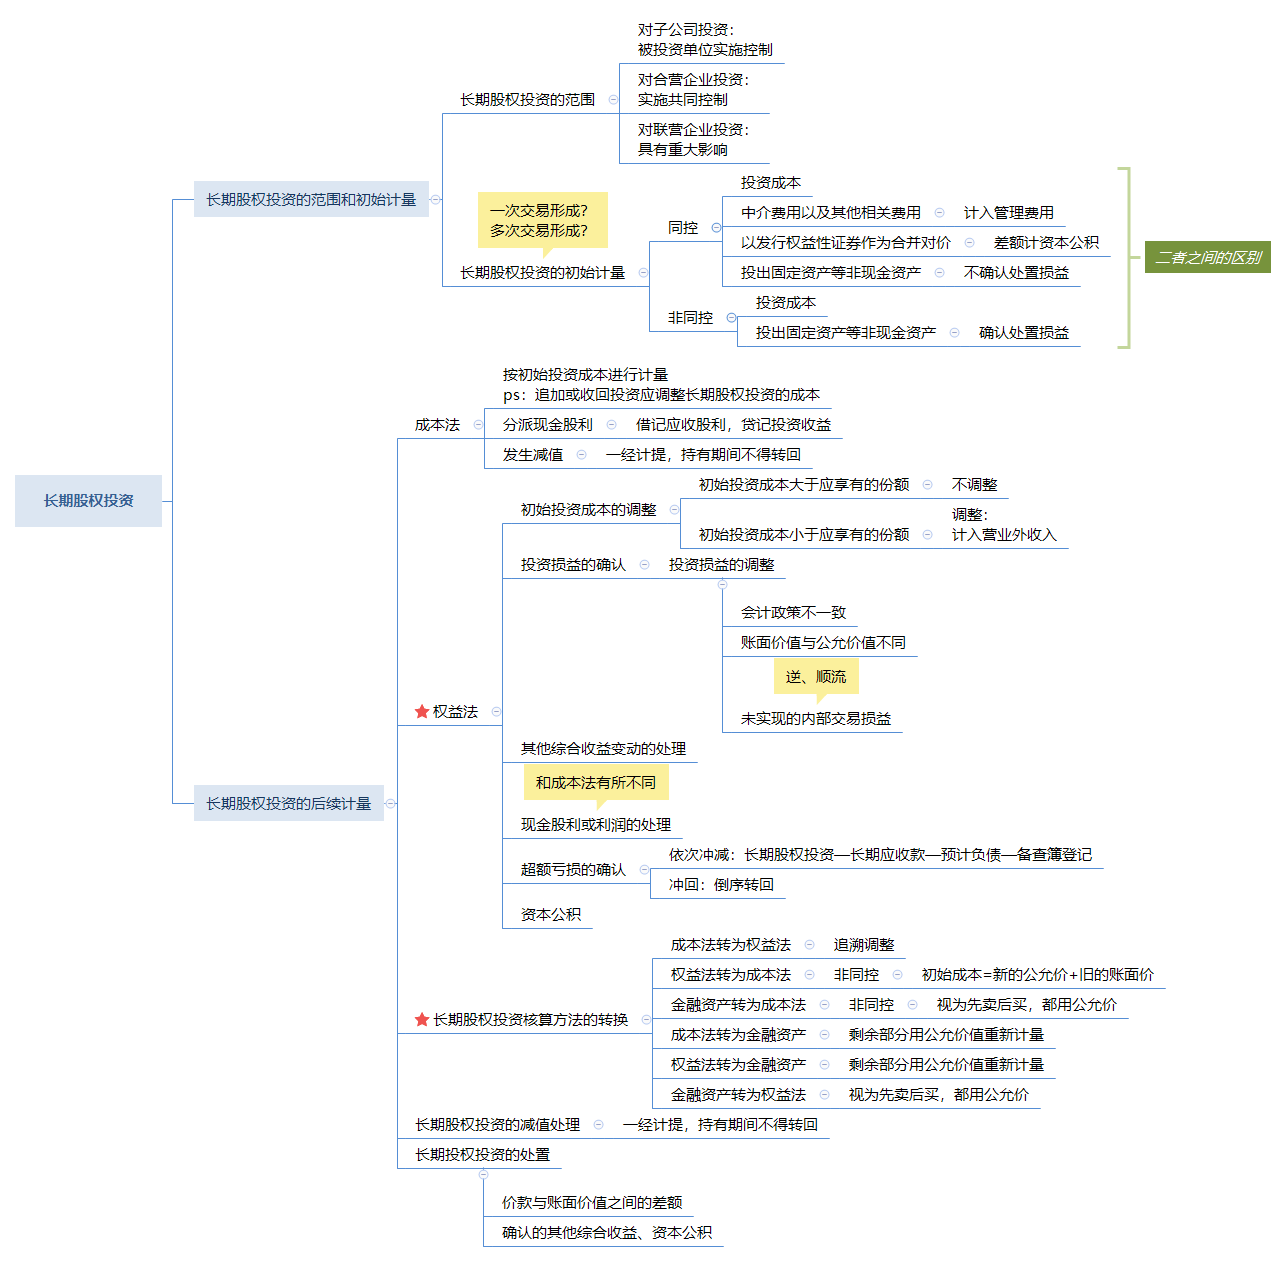 对子公司投资：
被投资单位实施控制
长期股权投资的范围
对合营企业投资：
实施共同控制
对联营企业投资：
具有重大影响
长期股权投资的范围和初始计量
一次交易形成？
多次交易形成？
长期股权投资的初始计量
同控
投资成本
中介费用以及其他相关费用
计入管理费用
以发行权益性证券作为合并对价
差额计资本公积
投出固定资产等非现金资产
不确认处置损益
非同控
投资成本
投出固定资产等非现金资产
确认处置损益
二者之间的区别
长期股权投资
长期股权投资的后续计量
成本法
按初始投资成本进行计量
ps：追加或收回投资应调整长期股权投资的成本
分派现金股利
借记应收股利，贷记投资收益
发生减值
一经计提，持有期间不得转回
权益法
初始投资成本的调整
初始投资成本大于应享有的份额
不调整
初始投资成本小于应享有的份额
调整：
计入营业外收入
投资损益的确认
投资损益的调整
会计政策不一致
账面价值与公允价值不同
逆、顺流
未实现的内部交易损益
其他综合收益变动的处理
和成本法有所不同
现金股利或利润的处理
超额亏损的确认
依次冲减：长期股权投资—长期应收款—预计负债—备查簿登记
冲回：倒序转回
资本公积
长期股权投资核算方法的转换
成本法转为权益法
追溯调整
权益法转为成本法
非同控
初始成本=新的公允价+旧的账面价
金融资产转为成本法
非同控
视为先卖后买，都用公允价
成本法转为金融资产
剩余部分用公允价值重新计量
权益法转为金融资产
剩余部分用公允价值重新计量
金融资产转为权益法
视为先卖后买，都用公允价
长期股权投资的减值处理
一经计提，持有期间不得转回
长期投权投资的处置
价款与账面价值之间的差额
确认的其他综合收益、资本公积